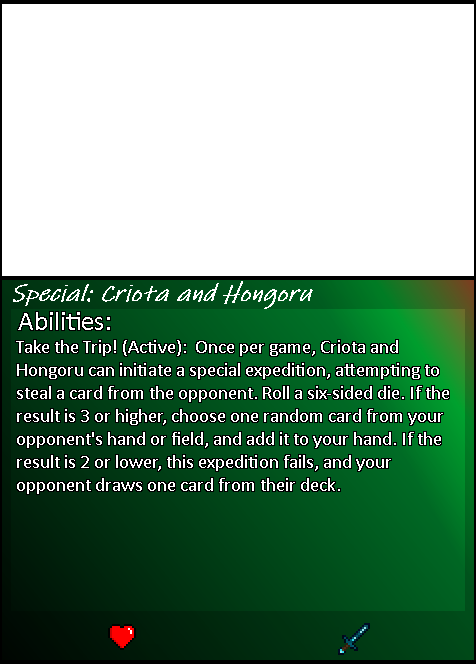 Special: Criota and Hongoru
Abilities:
Take the Trip! (Active): Once per game, Criota and
Hongoru can initiate a special expedition, attempting to
steal a card from the opponent. Roll a six-sided die. If the
result is 3 or higher, choose one random card from your
opponent's hand or field, and add it to your hand. If the
result is 2 or lower, this expedition fails, and your
opponent draws one card from their deck.